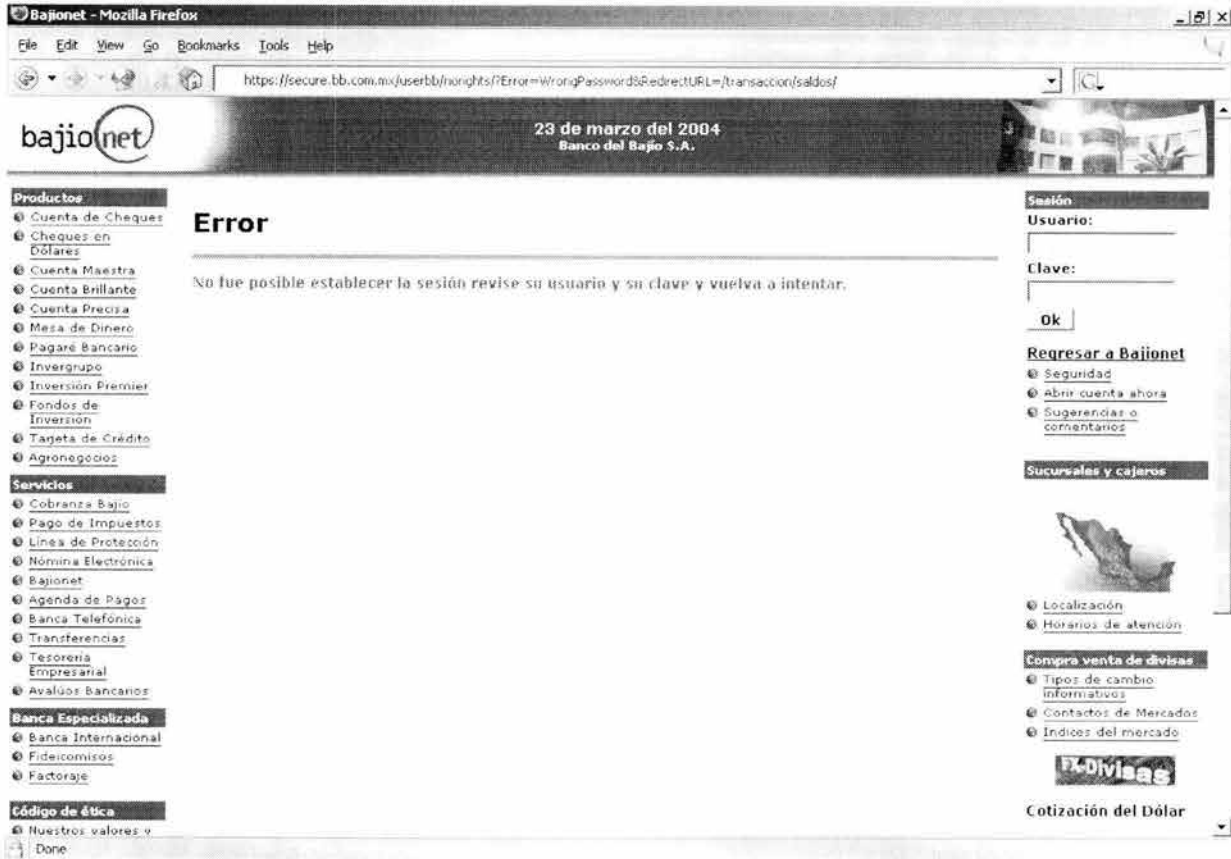 Bajionet - Mozilla Firefox
File Edit View Go Bookmarks Tools Help
https://secure.bb.com.mx/userbb/norights/?Error=WrongPassword&RedirectURL=/transaccion/saldos/
bajionet
23 de marzo del 2004
Banco del Bajio S.A.
Productos
Cuenta de Cheques
Cheques en
Dólares
Cuenta Maestra
Cuenta Brillante
Cuenta Precisa
Mesa de Dinero
Pagaré Bancario
Invergrupo
Inversión Premier
Fondos de
Inversión
Tarjeta de Crédito
Agronegocios
Servicios
Cobranza Bajio
Pago de Impuestos
Línea de Protección
Nómina Electrónica
Bajionet
Agenda de Pagos
Banca Telefónica
Transferencias
Tesorería
Empresarial
Avalúos Bancarios
Banca Especializada
Banca Internacional
Fideicomisos
Factoraje
Código de ética
Nuestros valores y
Error
No fue posible establecer la sesión revise su usuario y su clave y vuelva a intentar.
Sesión
Usuario:
Clave:
Ok
Regresar a Bajionet
Seguridad
Abrir cuenta ahora
Sugerencias o
comentarios
Sucursales y cajeros
Localización
Horarios de atención
Compra venta de divisas
Tipos de cambio
informativos
Contactos de Mercados
Indices del mercado
FX-Divisas
Cotización del Dólar
Done